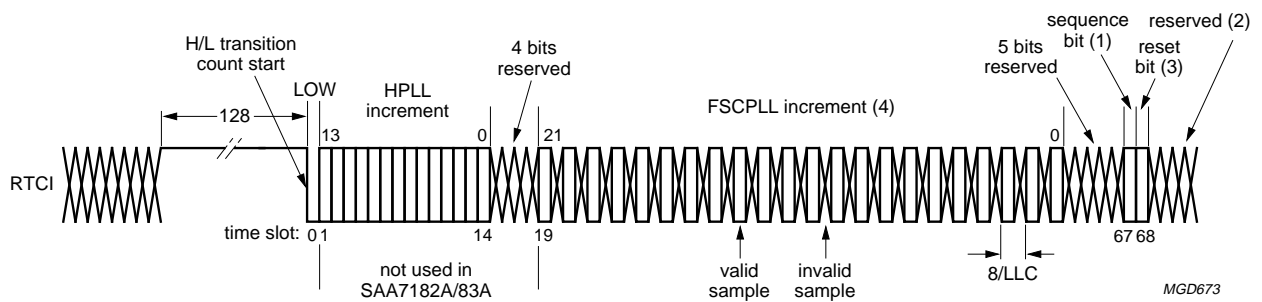 H/L transition
count start
LOW
128
13
HPLL
increment
0
4 bits
reserved
21
FSCPLL increment (4)
0
5 bits
reserved
sequence
bit (1)
reset
bit (3)
reserved (2)
RTCI
time slot:
0 1
14
19
67 68
not used in
SAA7182A/83A
valid
sample
invalid
sample
8/LLC
MGD673